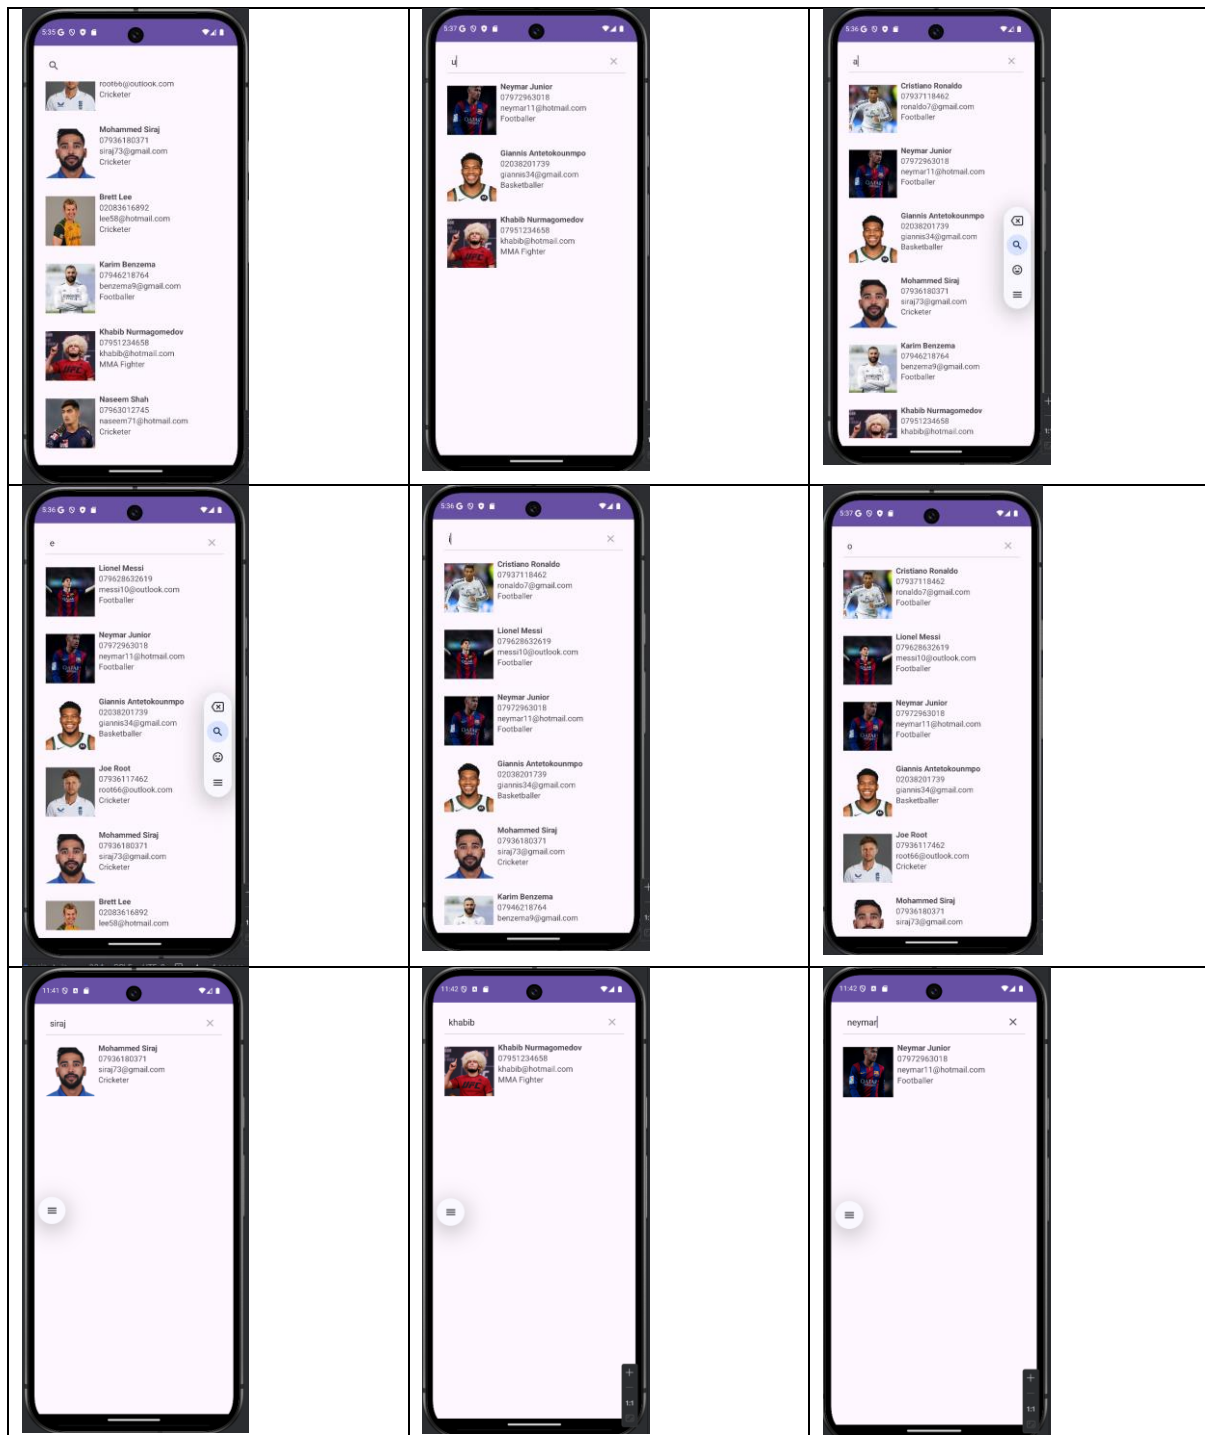 5:35
root66@outlook.com
Cricketer
Mohammed Siraj
07936180371
siraj73@gmail.com
Cricketer
Brett Lee
02083616892
lee58@hotmail.com
Cricketer
Karim Benzema
07946218764
benzema9@gmail.com
Footballer
Khabib Nurmagomedov
07951234658
khabib@hotmail.com
MMA Fighter
Naseem Shah
07963012745
naseem71@hotmail.com
Cricketer
5:37
u
Neymar Junior
07972963018
neymar11@hotmail.com
Footballer
Giannis Antetokounmpo
02038201739
giannis34@gmail.com
Basketballer
Khabib Nurmagomedov
07951234658
khabib@hotmail.com
MMA Fighter
5:36
a
Cristiano Ronaldo
07937118462
ronaldo7@gmail.com
Footballer
Neymar Junior
07972963018
neymar11@hotmail.com
Footballer
Giannis Antetokounmpo
02038201739
giannis34@gmail.com
Basketballer
Mohammed Siraj
07936180371
siraj73@gmail.com
Cricketer
Karim Benzema
07946218764
benzema9@gmail.com
Footballer
Khabib Nurmagomedov
07951234658
khabib@hotmail.com
5:36
e
Lionel Messi
079628632619
messi10@outlook.com
Footballer
Neymar Junior
07972963018
neymar11@hotmail.com
Footballer
Giannis Antetokounmpo
02038201739
giannis34@gmail.com
Basketballer
Joe Root
07936117462
root66@outlook.com
Cricketer
Mohammed Siraj
07936180371
siraj73@gmail.com
Cricketer
Brett Lee
02083616892
lee58@hotmail.com
5:36
i
Cristiano Ronaldo
07937118462
ronaldo7@gmail.com
Footballer
Lionel Messi
079628632619
messi10@outlook.com
Footballer
Neymar Junior
07972963018
neymar11@hotmail.com
Footballer
Giannis Antetokounmpo
02038201739
giannis34@gmail.com
Basketballer
Mohammed Siraj
07936180371
siraj73@gmail.com
Cricketer
Karim Benzema
07946218764
benzema9@gmail.com
5:37
o
Cristiano Ronaldo
07937118462
ronaldo7@gmail.com
Footballer
Lionel Messi
079628632619
messi10@outlook.com
Footballer
Neymar Junior
07972963018
neymar11@hotmail.com
Footballer
Giannis Antetokounmpo
02038201739
giannis34@gmail.com
Basketballer
Joe Root
07936117462
root66@outlook.com
Cricketer
Mohammed Siraj
07936180371
siraj73@gmail.com
11:41
siraj
Mohammed Siraj
07936180371
siraj73@gmail.com
Cricketer
11:42
khabib
Khabib Nurmagomedov
07951234658
khabib@hotmail.com
MMA Fighter
1:1
11:42
neymar
Neymar Junior
07972963018
neymar11@hotmail.com
Footballer
1:1